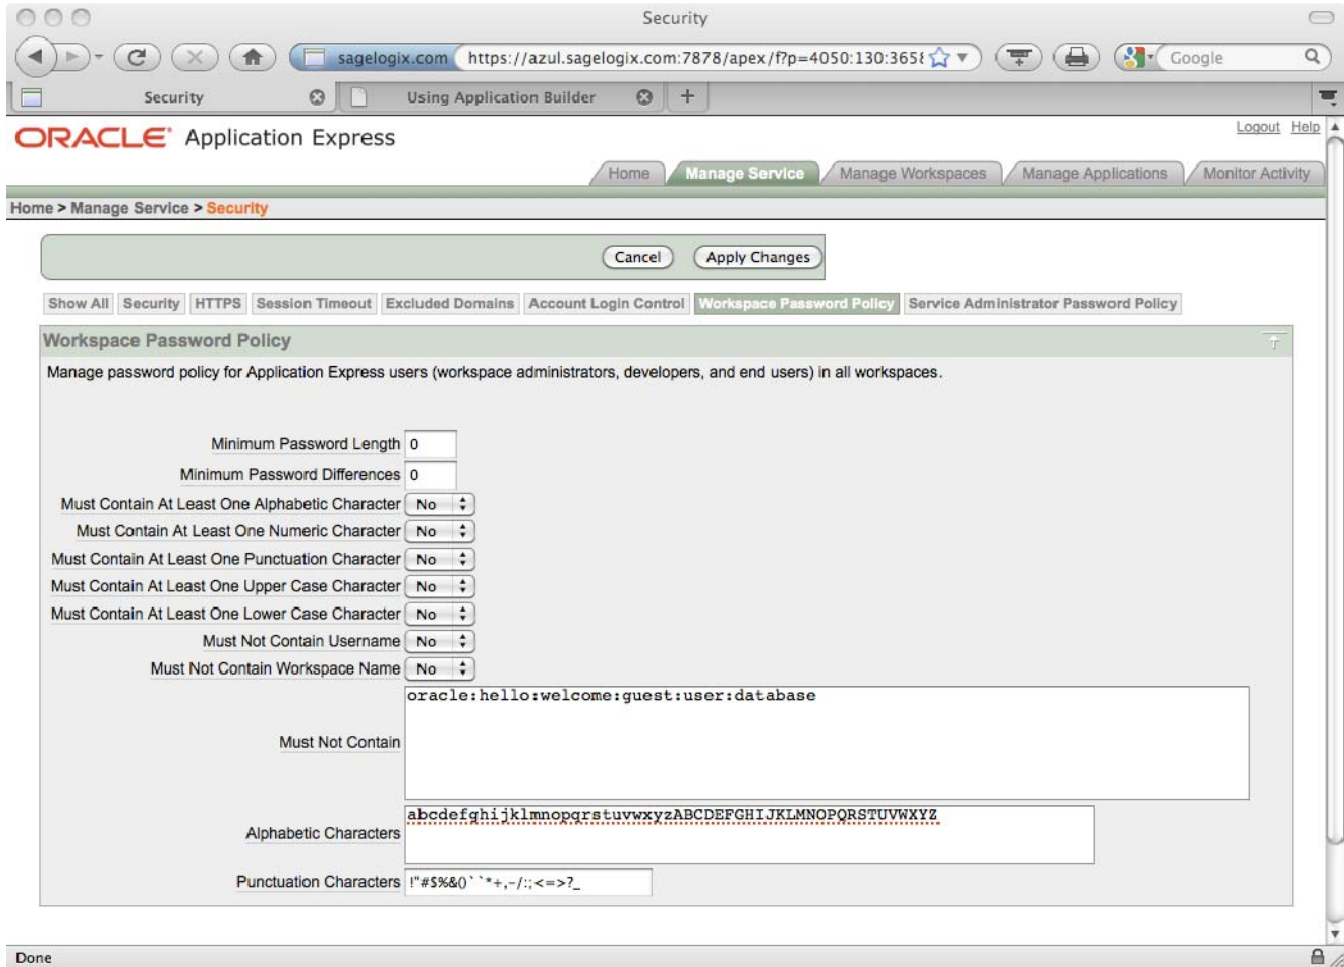 Security
sagelogix.com https://azul.sagelogix.com:7878/apex/f?p=4050:130:365 Google
Security Using Application Builder
ORACLE Application Express
Logout Help
Home Manage Service Manage Workspaces Manage Applications Monitor Activity
Home > Manage Service > Security
Cancel Apply Changes
Show All Security HTTPS Session Timeout Excluded Domains Account Login Control Workspace Password Policy Service Administrator Password Policy
Workspace Password Policy
Manage password policy for Application Express users (workspace administrators, developers, and end users) in all workspaces.
Minimum Password Length 0
Minimum Password Differences 0
Must Contain At Least One Alphabetic Character No
Must Contain At Least One Numeric Character No
Must Contain At Least One Punctuation Character No
Must Contain At Least One Upper Case Character No
Must Contain At Least One Lower Case Character No
Must Not Contain Username No
Must Not Contain Workspace Name No
oracle:hello:welcome:guest:user:database
Must Not Contain
abcdefghijklmnopqrstuvwxyzABCDEFGHIJKLMNOPQRSTUVWXYZ
Alphabetic Characters
Punctuation Characters !"#$%&()``*+,-/:;<=>?_
Done